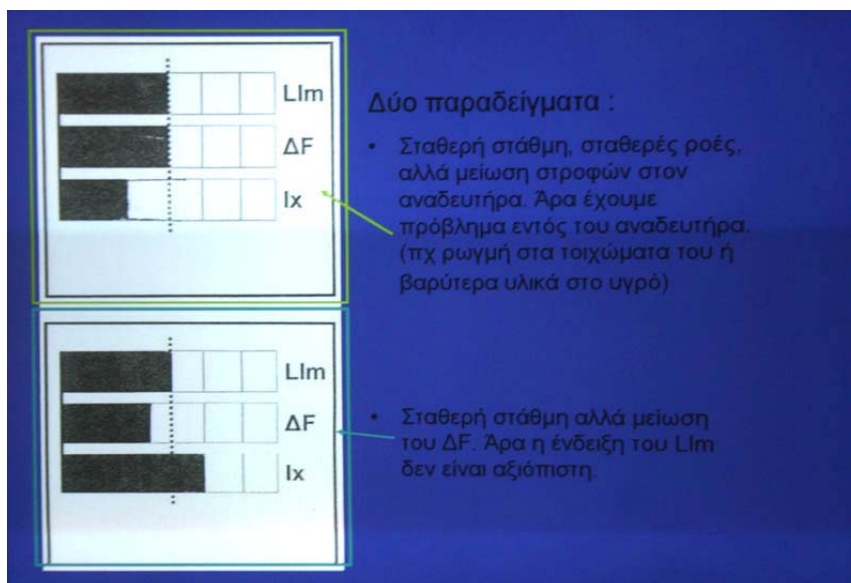 LIm
ΔF
Ix
Δύο παραδείγματα :
• Σταθερή στάθμη, σταθερές ροές,
αλλά μείωση στροφών στον
αναδευτήρα. Άρα έχουμε
πρόβλημα εντός του αναδευτήρα.
(πχ ρωγμή στα τοιχώματα του ή
βαρύτερα υλικά στο υγρό)
LIm
ΔF
Ix
• Σταθερή στάθμη αλλά μείωση
του ΔF. Άρα η ένδειξη του LIm
δεν είναι αξιόπιστη.